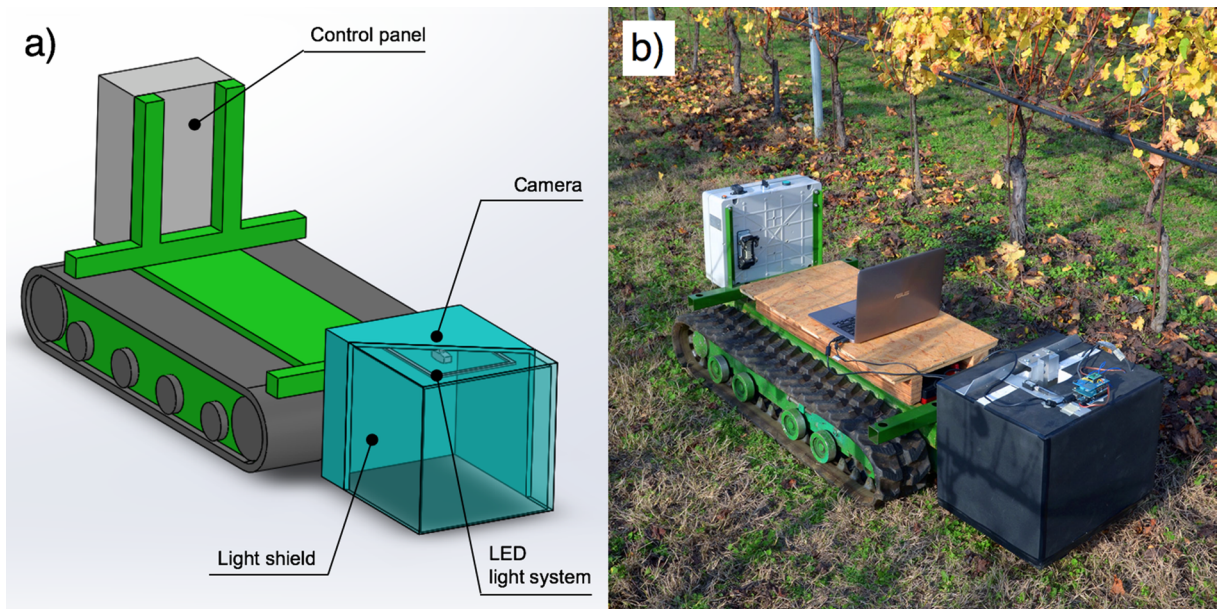 a)
Control panel
Camera
Light shield
LED
light system
b)
ASUS